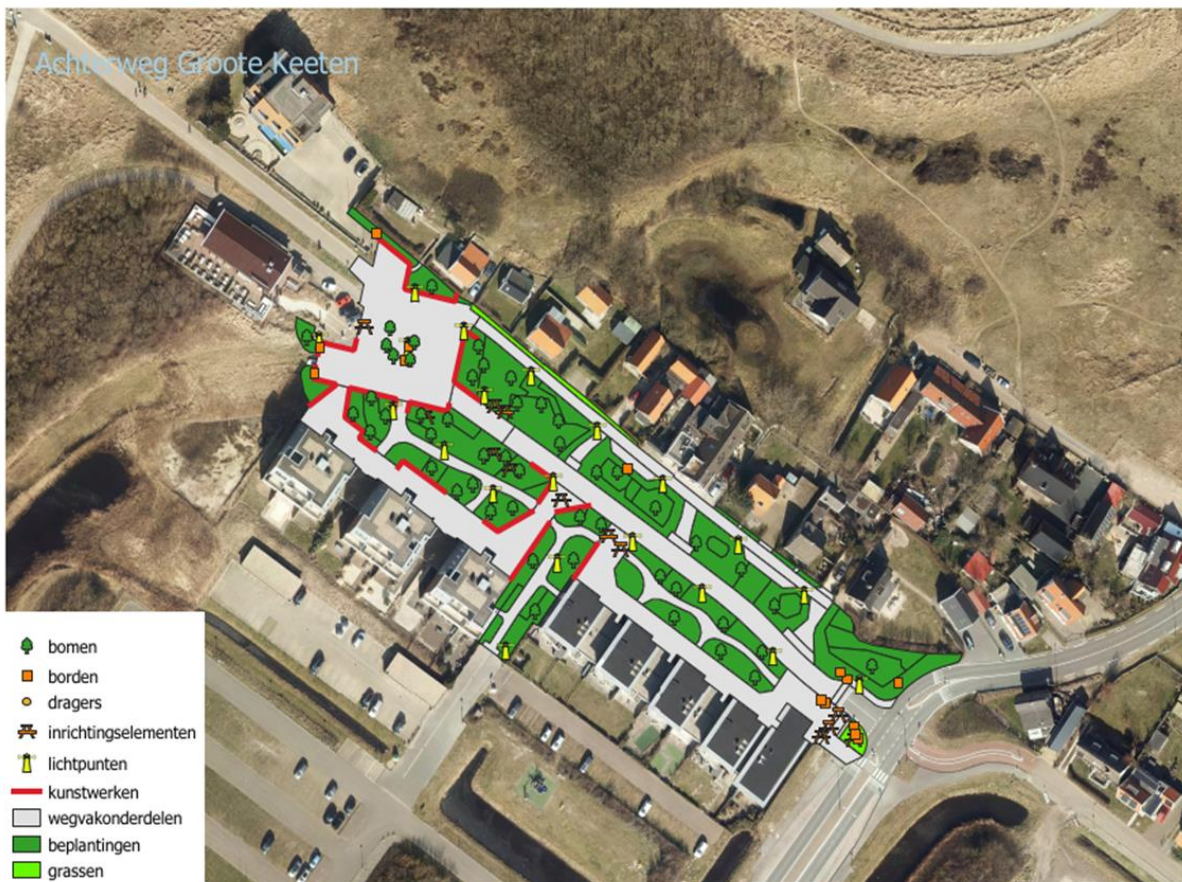 Achterweg Groote Keeten
bomen
borden
dragers
inrichtingselementen
lichtpunten
kunstwerken
wegvakonderdelen
beplantingen
grassen